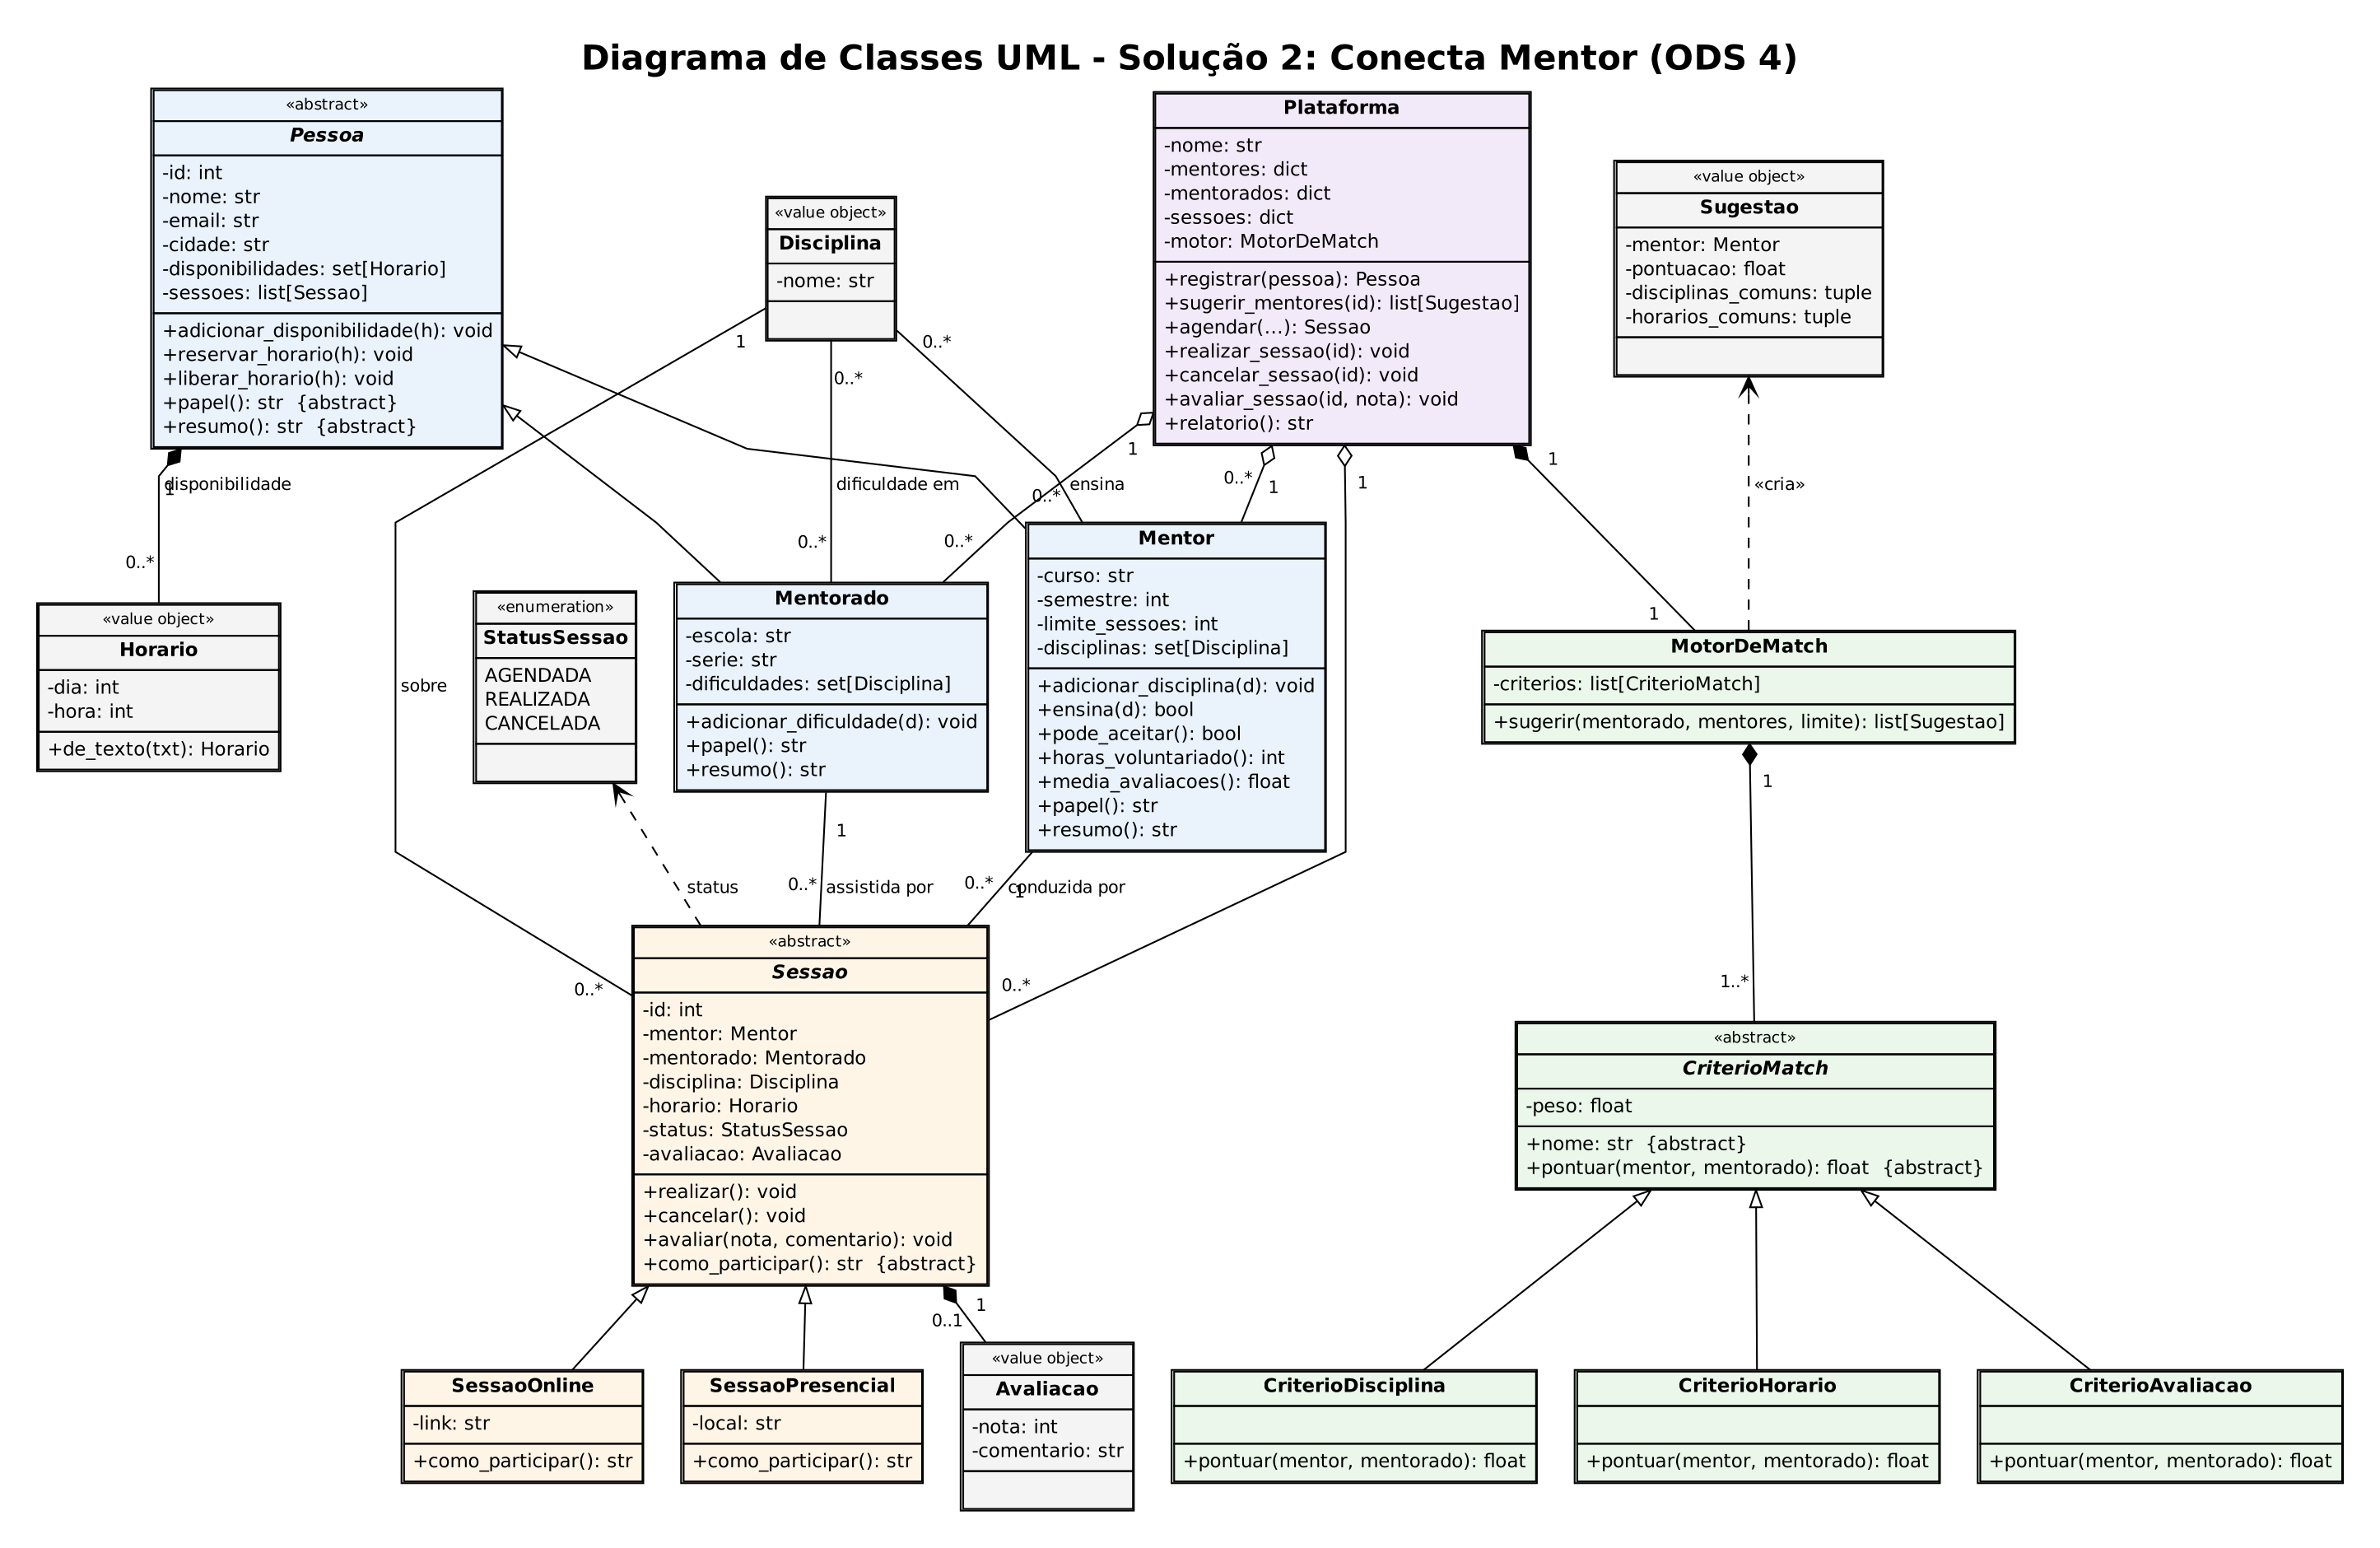 Diagrama de Classes UML - Solução 2: Conecta Mentor (ODS 4)
«abstract»
Pessoa
-id: int
-nome: str
-email: str
-cidade: str
-disponibilidades: set[Horario]
-sessoes: list[Sessao]
+adicionar_disponibilidade(h): void
+reservar_horario(h): void
+liberar_horario(h): void
+papel(): str {abstract}
+resumo(): str {abstract}
«value object»
Disciplina
-nome: str
Plataforma
-nome: str
-mentores: dict
-mentorados: dict
-sessoes: dict
-motor: MotorDeMatch
+registrar(pessoa): Pessoa
+sugerir_mentores(id): list[Sugestao]
+agendar(...): Sessao
+realizar_sessao(id): void
+cancelar_sessao(id): void
+avaliar_sessao(id, nota): void
+relatorio(): str
«value object»
Sugestao
-mentor: Mentor
-pontuacao: float
-disciplinas_comuns: tuple
-horarios_comuns: tuple
1
0..*
0..*
1
disponibilidade
1
dificuldade em
0..*
ensina
0..*
1
1
1
«cria»
0..*
0..*
0..*
1
«value object»
Horario
-dia: int
-hora: int
+de_texto(txt): Horario
sobre
«enumeration»
StatusSessao
AGENDADA
REALIZADA
CANCELADA
Mentorado
-escola: str
-serie: str
-dificuldades: set[Disciplina]
+adicionar_dificuldade(d): void
+papel(): str
+resumo(): str
Mentor
-curso: str
-semestre: int
-limite_sessoes: int
-disciplinas: set[Disciplina]
+adicionar_disciplina(d): void
+ensina(d): bool
+pode_aceitar(): bool
+horas_voluntariado(): int
+media_avaliacoes(): float
+papel(): str
+resumo(): str
MotorDeMatch
-criterios: list[CriterioMatch]
+sugerir(mentorado, mentores, limite): list[Sugestao]
1
1
status
0..*
assistida por
0..*
conduzida por
1
0..*
0..*
1..*
«abstract»
Sessao
-id: int
-mentor: Mentor
-mentorado: Mentorado
-disciplina: Disciplina
-horario: Horario
-status: StatusSessao
-avaliacao: Avaliacao
+realizar(): void
+cancelar(): void
+avaliar(nota, comentario): void
+como_participar(): str {abstract}
«abstract»
CriterioMatch
-peso: float
+nome: str {abstract}
+pontuar(mentor, mentorado): float {abstract}
1
0..1
SessaoOnline
-link: str
+como_participar(): str
SessaoPresencial
-local: str
+como_participar(): str
«value object»
Avaliacao
-nota: int
-comentario: str
CriterioDisciplina
+pontuar(mentor, mentorado): float
CriterioHorario
+pontuar(mentor, mentorado): float
CriterioAvaliacao
+pontuar(mentor, mentorado): float